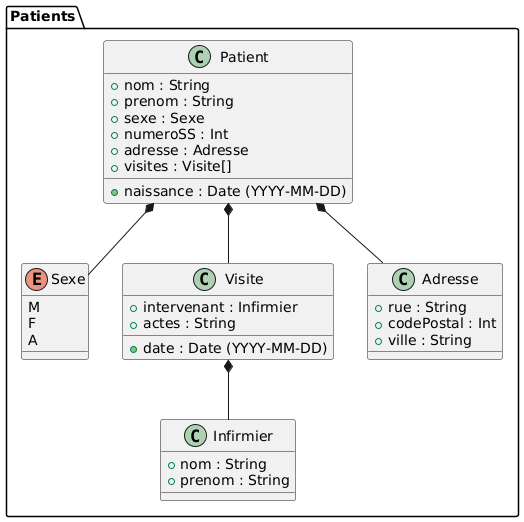 Patients
C Patient
nom : String
prenom : String
sexe : Sexe
numeroSS : Int
adresse : Adresse
visites : Visite[]
naissance : Date (YYYY-MM-DD)
E Sexe
M
F
A
C Visite
intervenant : Infirmier
actes : String
date : Date (YYYY-MM-DD)
C Adresse
rue : String
codePostal : Int
ville : String
C Infirmier
nom : String
prenom : String